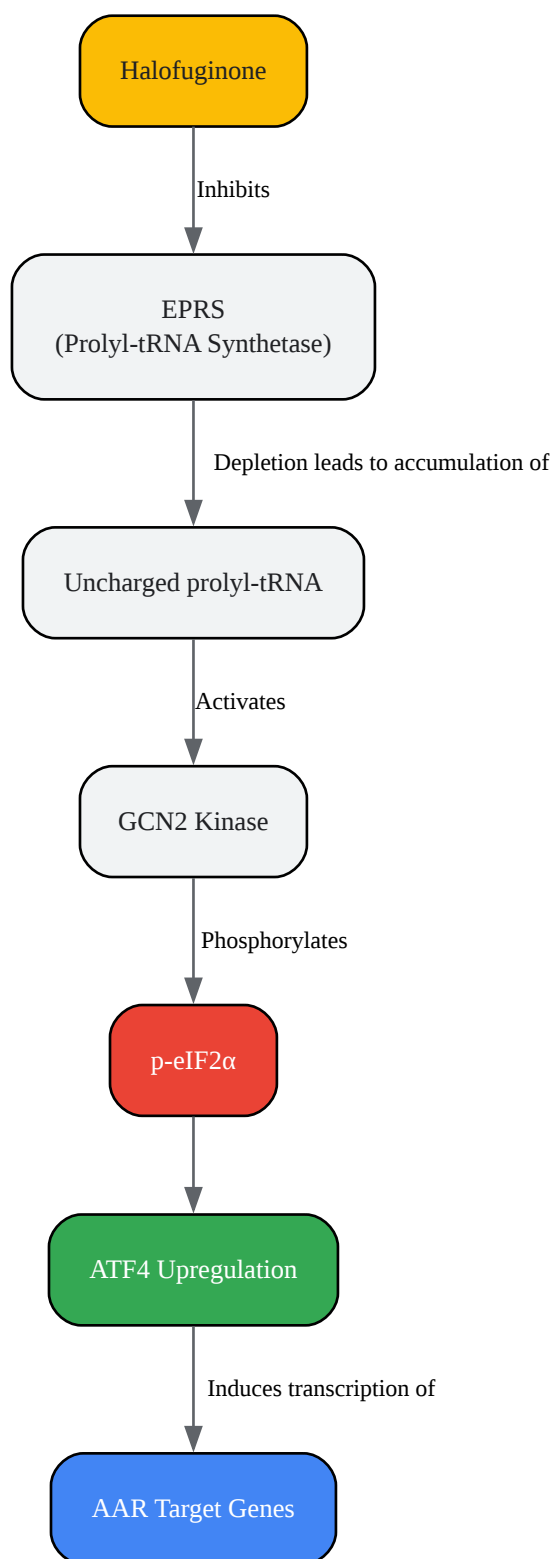 Halofuginone
Inhibits
EPRS
(Prolyl-tRNA Synthetase)
Depletion leads to accumulation of
Uncharged prolyl-tRNA
Activates
GCN2 Kinase
Phosphorylates
p-eIF2α
ATF4 Upregulation
Induces transcription of
AAR Target Genes